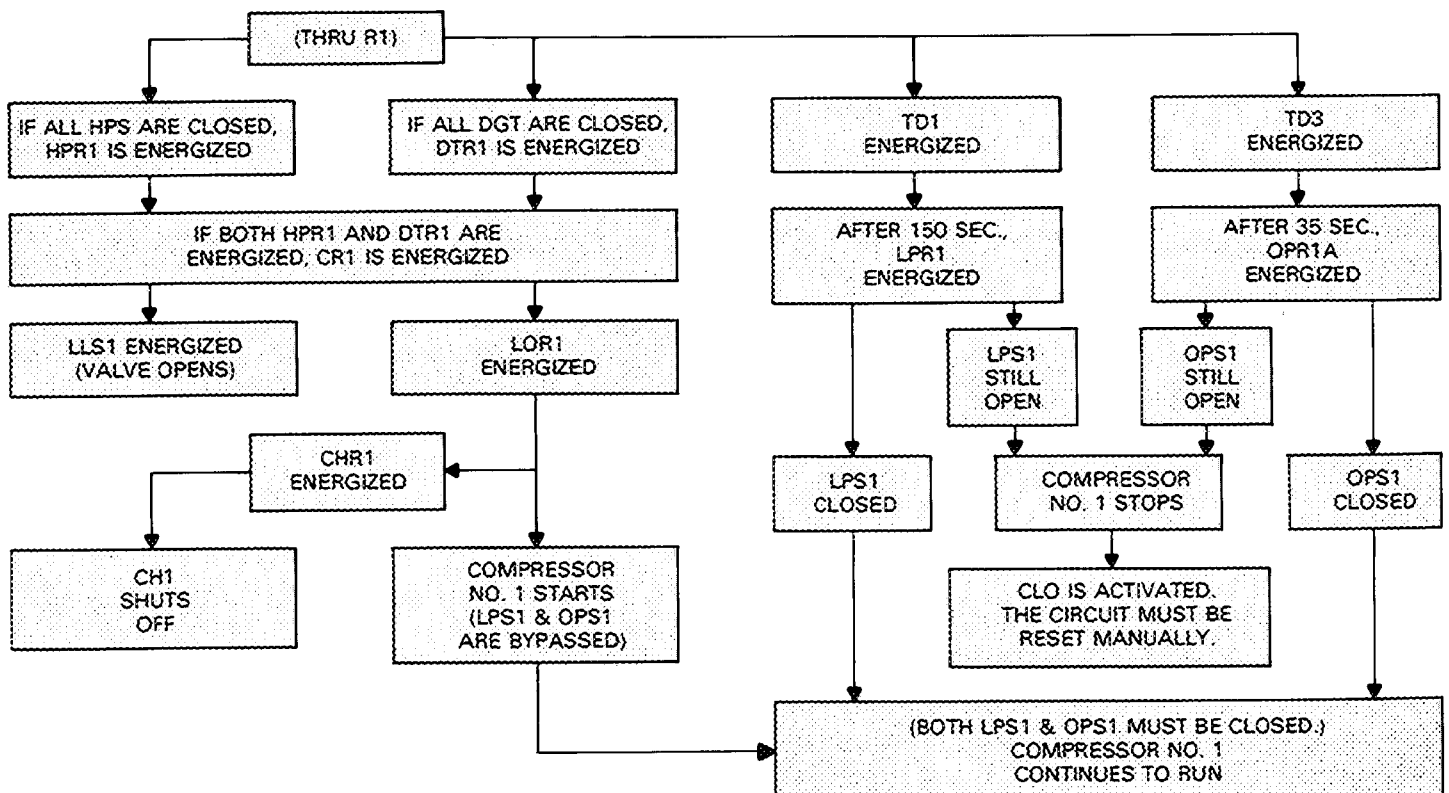 (THRU R1)
IF ALL HPS ARE CLOSED,
HPR1 IS ENERGIZED
IF ALL DGT ARE CLOSED,
DTR1 IS ENERGIZED
TD1
ENERGIZED
TD3
ENERGIZED
IF BOTH HPR1 AND DTR1 ARE
ENERGIZED, CR1 IS ENERGIZED
AFTER 150 SEC.,
LPR1
ENERGIZED
AFTER 35 SEC.,
OPR1A
ENERGIZED
LLS1 ENERGIZED
(VALVE OPENS)
LOR1
ENERGIZED
LPS1
STILL
OPEN
OPS1
STILL
OPEN
CHR1
ENERGIZED
LPS1
CLOSED
COMPRESSOR
NO. 1 STOPS
OPS1
CLOSED
CH1
SHUTS
OFF
COMPRESSOR
NO. 1 STARTS
(LPS1 & OPS1
ARE BYPASSED)
CLO IS ACTIVATED.
THE CIRCUIT MUST BE
RESET MANUALLY.
(BOTH LPS1 & OPS1 MUST BE CLOSED.)
COMPRESSOR NO. 1
CONTINUES TO RUN